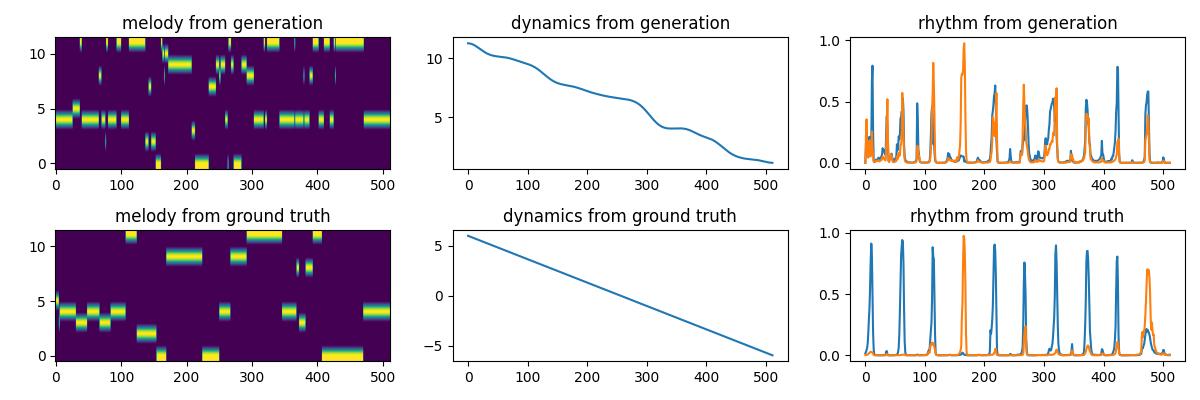 melody from generation
10
5
0
0 100 200 300 400 500
dynamics from generation
10
5
0 100 200 300 400 500
rhythm from generation
1.0
0.5
0.0
0 100 200 300 400 500
melody from ground truth
10
5
0
0 100 200 300 400 500
dynamics from ground truth
5
0
−5
0 100 200 300 400 500
rhythm from ground truth
1.0
0.5
0.0
0 100 200 300 400 500